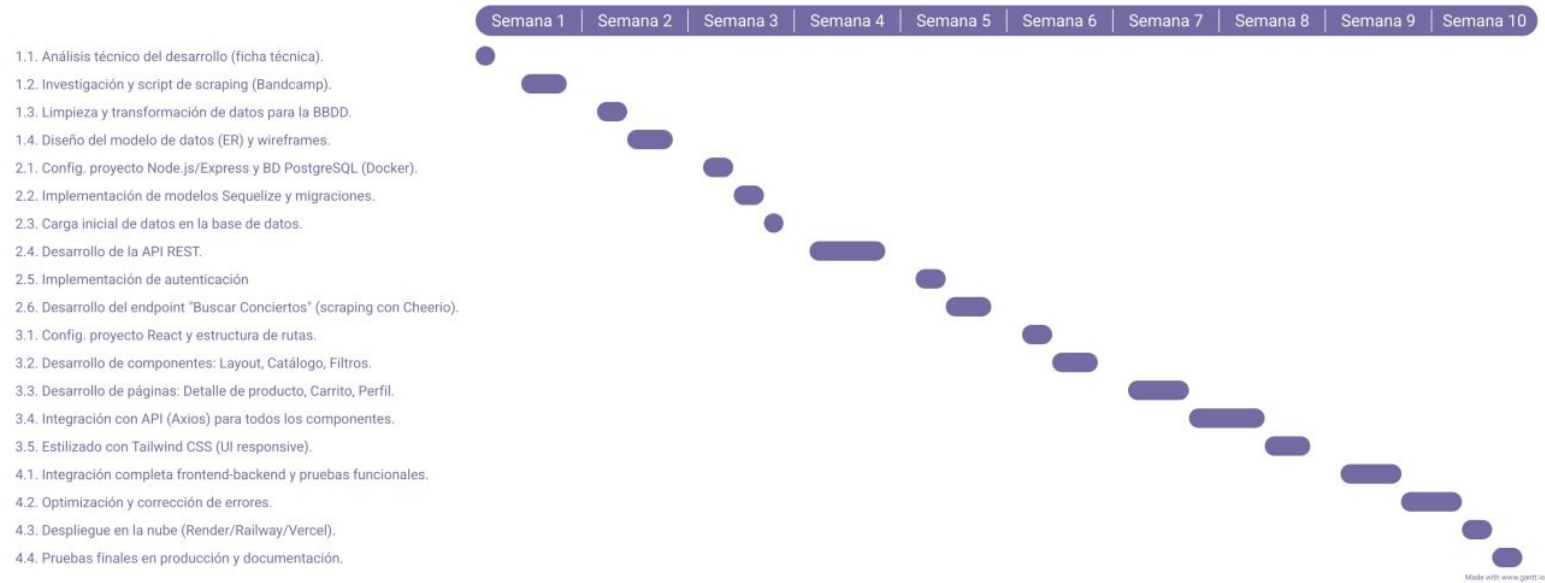 Semana 1 Semana 2 Semana 3 Semana 4 Semana 5 Semana 6 Semana 7 Semana 8 Semana 9 Semana 10
1.1. Análisis técnico del desarrollo (ficha técnica).
1.2. Investigación y script de scraping (Bandcamp).
1.3. Limpieza y transformación de datos para la BBDD.
1.4. Diseño del modelo de datos (ER) y wireframes.
2.1. Config. proyecto Node.js/Express y BD PostgreSQL (Docker).
2.2. Implementación de modelos Sequelize y migraciones.
2.3. Carga inicial de datos en la base de datos.
2.4. Desarrollo de la API REST.
2.5. Implementación de autenticación
2.6. Desarrollo del endpoint "Buscar Conciertos" (scraping con Cheerio).
3.1. Config. proyecto React y estructura de rutas.
3.2. Desarrollo de componentes: Layout, Catálogo, Filtros.
3.3. Desarrollo de páginas: Detalle de producto, Carrito, Perfil.
3.4. Integración con API (Axios) para todos los componentes.
3.5. Estilizado con Tailwind CSS (UI responsive).
4.1. Integración completa frontend-backend y pruebas funcionales.
4.2. Optimización y corrección de errores.
4.3. Despliegue en la nube (Render/Railway/Vercel).
4.4. Pruebas finales en producción y documentación.
Made with www.gantt.io